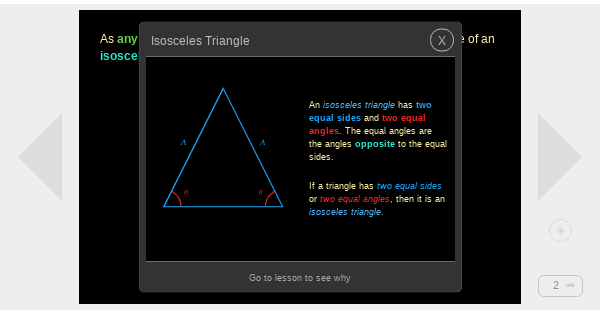 As any
e of an
isosce
Isosceles Triangle
X
A
A
a
a
An isosceles triangle has two
equal sides and two equal
angles. The equal angles are
the angles opposite to the equal
sides.
If a triangle has two equal sides
or two equal angles, then it is an
isosceles triangle.
Go to lesson to see why
2